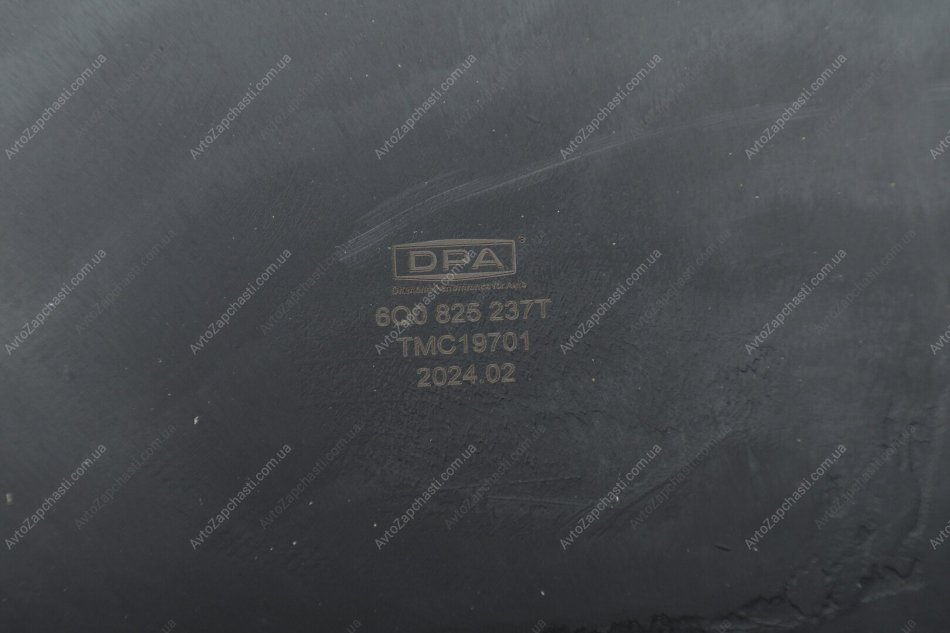 DPA
6Q0 825 237T
TMC19701
2024.02
AvtoZapchasti.com.ua